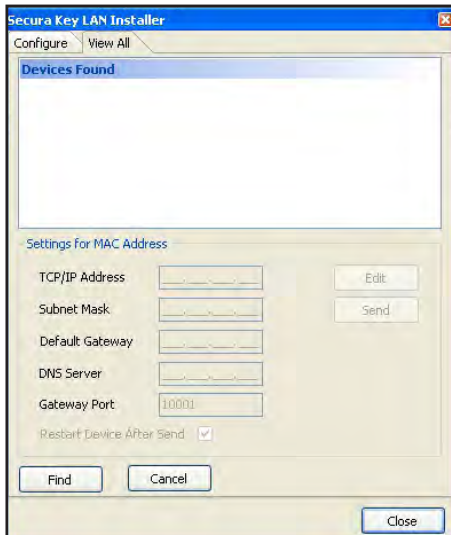 Secura Key LAN Installer
Configure View All
Devices Found
Settings for MAC Address
TCP/IP Address
Edit
Subnet Mask
Send
Default Gateway
DNS Server
Gateway Port 10001
Restart Device After Send
Find Cancel
Close